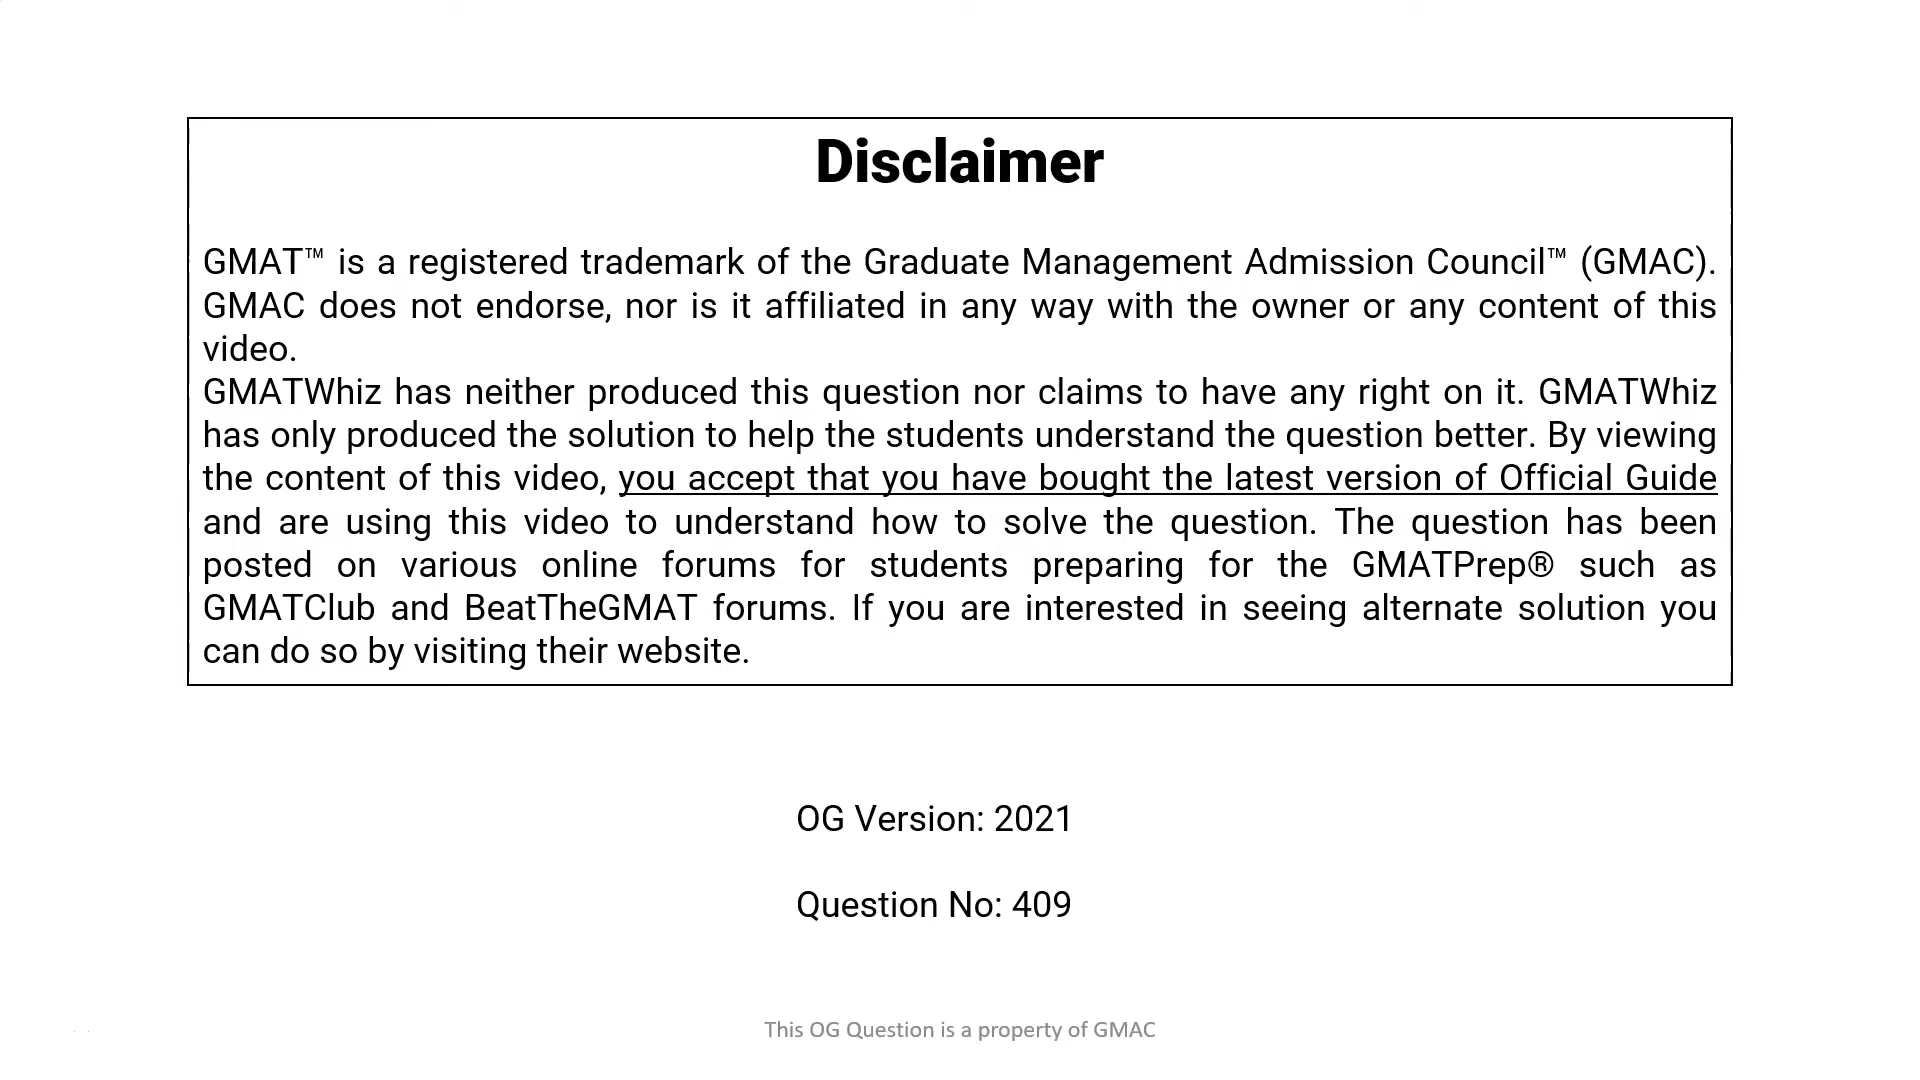 Disclaimer
GMAT™ is a registered trademark of the Graduate Management Admission Council™ (GMAC).
GMAC does not endorse, nor is it affiliated in any way with the owner or any content of this
video.
GMATWhiz has neither produced this question nor claims to have any right on it. GMATWhiz
has only produced the solution to help the students understand the question better. By viewing
the content of this video, you accept that you have bought the latest version of Official Guide
and are using this video to understand how to solve the question. The question has been
posted on various online forums for students preparing for the GMATPrep® such as
GMATClub and BeatTheGMAT forums. If you are interested in seeing alternate solution you
can do so by visiting their website.
OG Version: 2021
Question No: 409
This OG Question is a property of GMAC